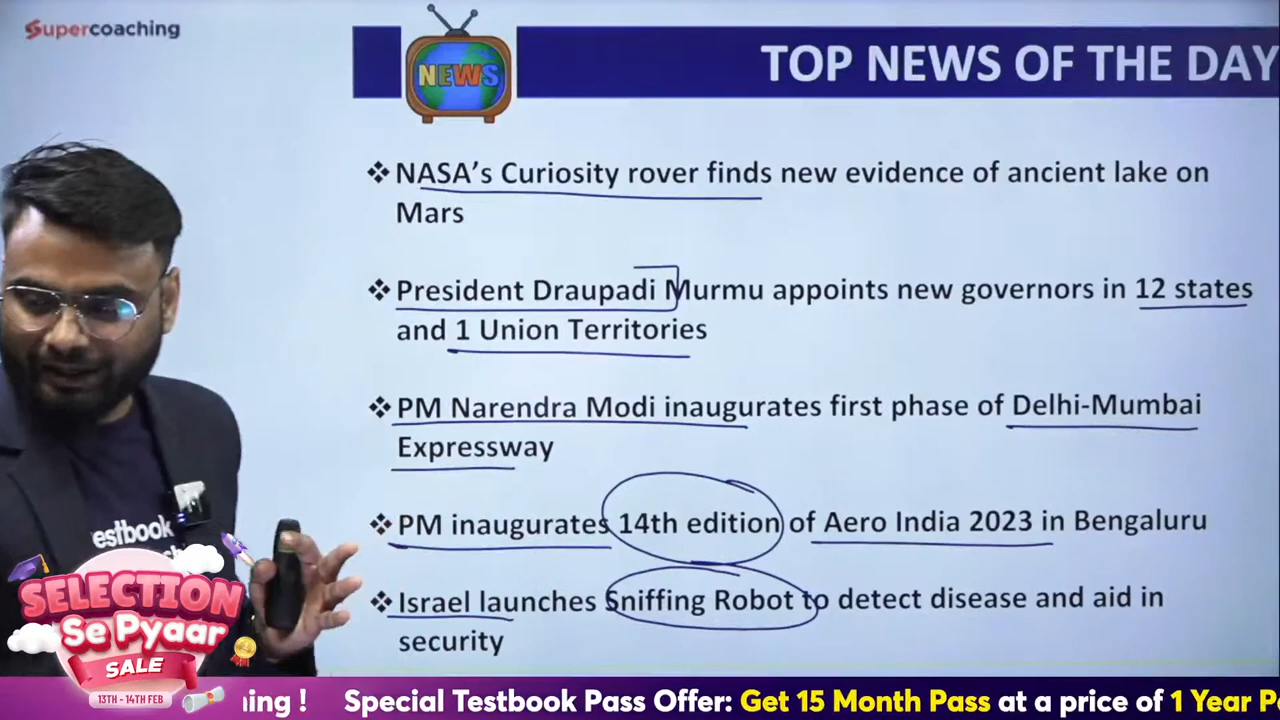 Supercoaching
NEWS
TOP NEWS OF THE DAY
❖ NASA's Curiosity rover finds new evidence of ancient lake on
Mars
❖ President Draupadi Murmu appoints new governors in 12 states
and 1 Union Territories
❖ PM Narendra Modi inaugurates first phase of Delhi-Mumbai
Expressway
❖ PM inaugurates 14th edition of Aero India 2023 in Bengaluru
❖ Israel launches Sniffing Robot to detect disease and aid in
security
estbook
SELECTION
Se Pyaar
SALE
13TH - 14TH FEB
ing ! Special Testbook Pass Offer: Get 15 Month Pass at a price of 1 Year P